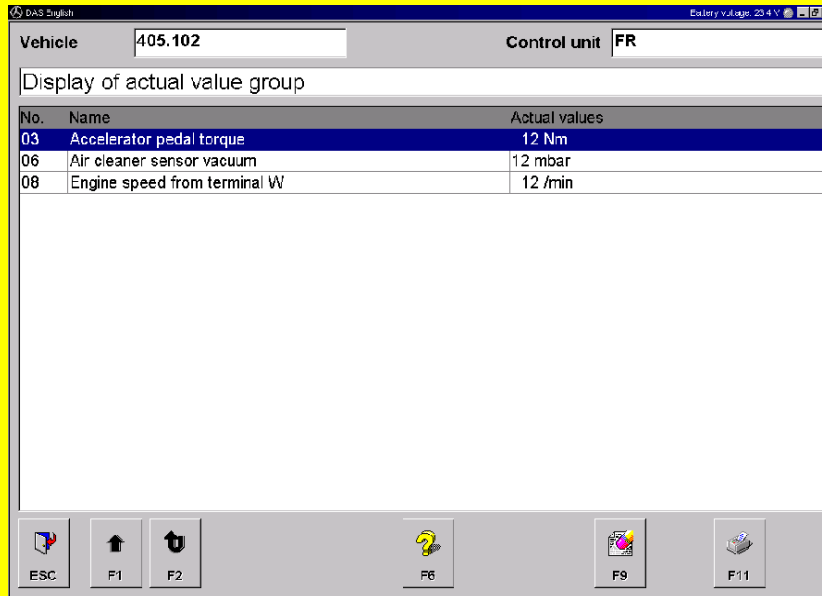 DAS English Battery voltage: 23.4 V
Vehicle 405.102 Control unit FR
Display of actual value group
No. Name Actual values
03 Accelerator pedal torque 12 Nm
06 Air cleaner sensor vacuum 12 mbar
08 Engine speed from terminal W 12 /min
ESC F1 F2 F6 F9 F11